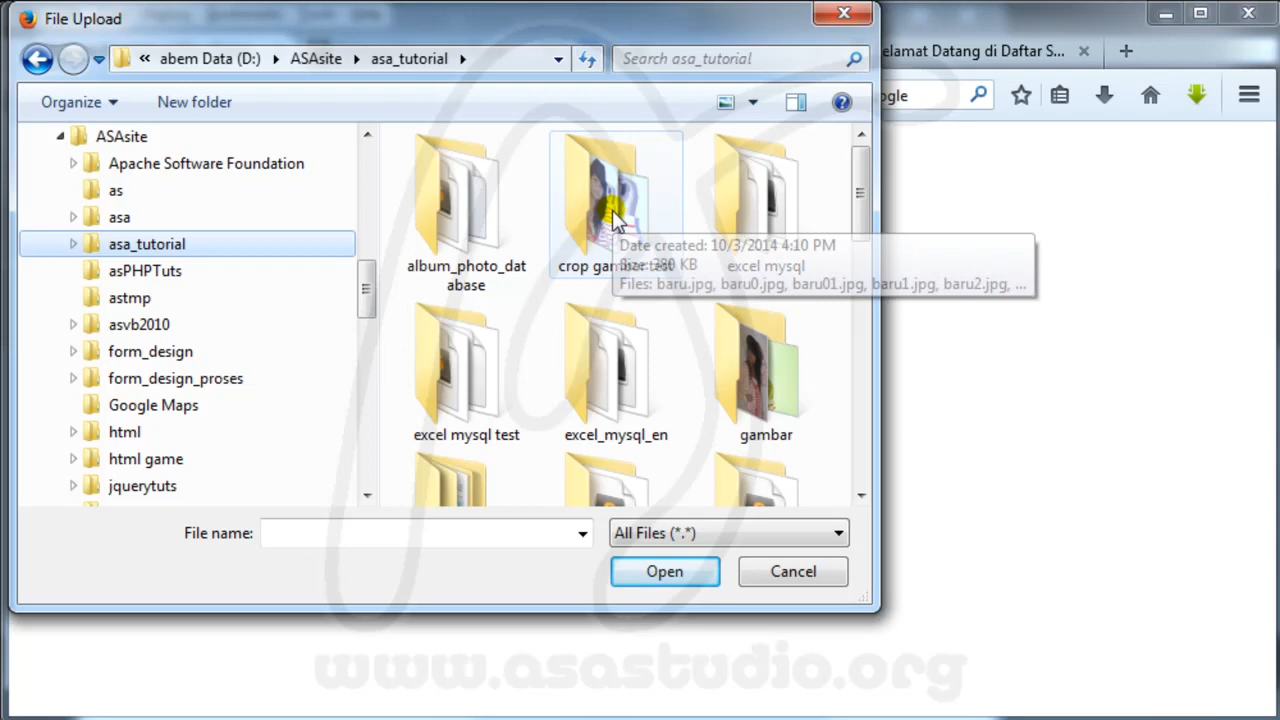 File Upload
« abem Data (D:) ASAsite asa_tutorial
Search asa_tutorial
elamat Datang di Daftar S...
ogle
Organize
New folder
ASAsite
Apache Software Foundation
as
asa
asa_tutorial
asPHPTuts
astmp
asvb2010
form_design
form_design_proses
Google Maps
html
html game
jquerytuts
album_photo_dat
abase
crop gambar test
excel mysql
Date created: 10/3/2014 4:10 PM
Size: 380 KB
Files: baru.jpg, baru0.jpg, baru01.jpg, baru1.jpg, baru2.jpg, ...
excel mysql test
excel_mysql_en
gambar
File name:
All Files (*.*)
Open
Cancel
www.asastudio.org